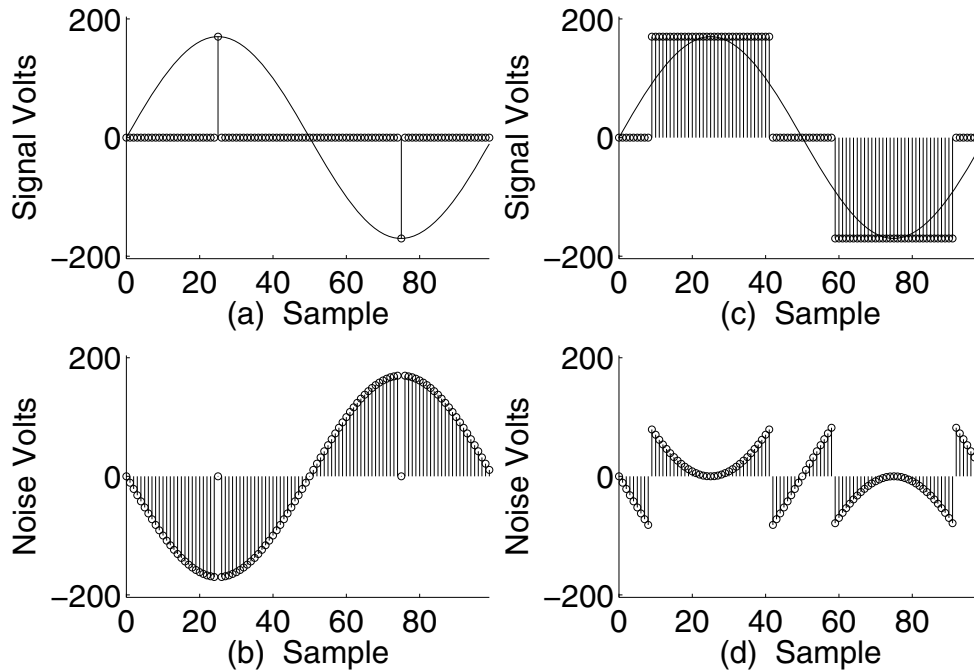 200
0
−200
Signal Volts
0 20 40 60 80
(a) Sample
200
0
−200
Signal Volts
0 20 40 60 80
(c) Sample
200
0
−200
Noise Volts
0 20 40 60 80
(b) Sample
200
0
−200
Noise Volts
0 20 40 60 80
(d) Sample